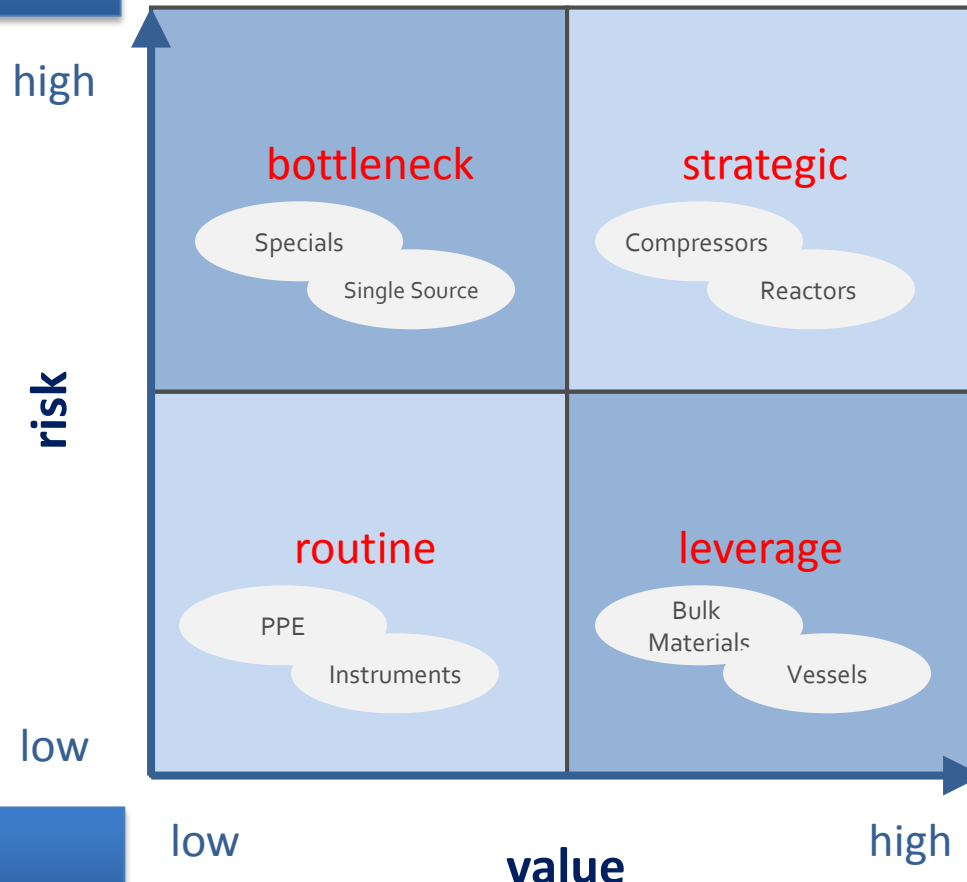 high
bottleneck
strategic
Specials
Single Source
Compressors
Reactors
risk
routine
leverage
PPE
Instruments
Bulk
Materials
Vessels
low
low
value
high